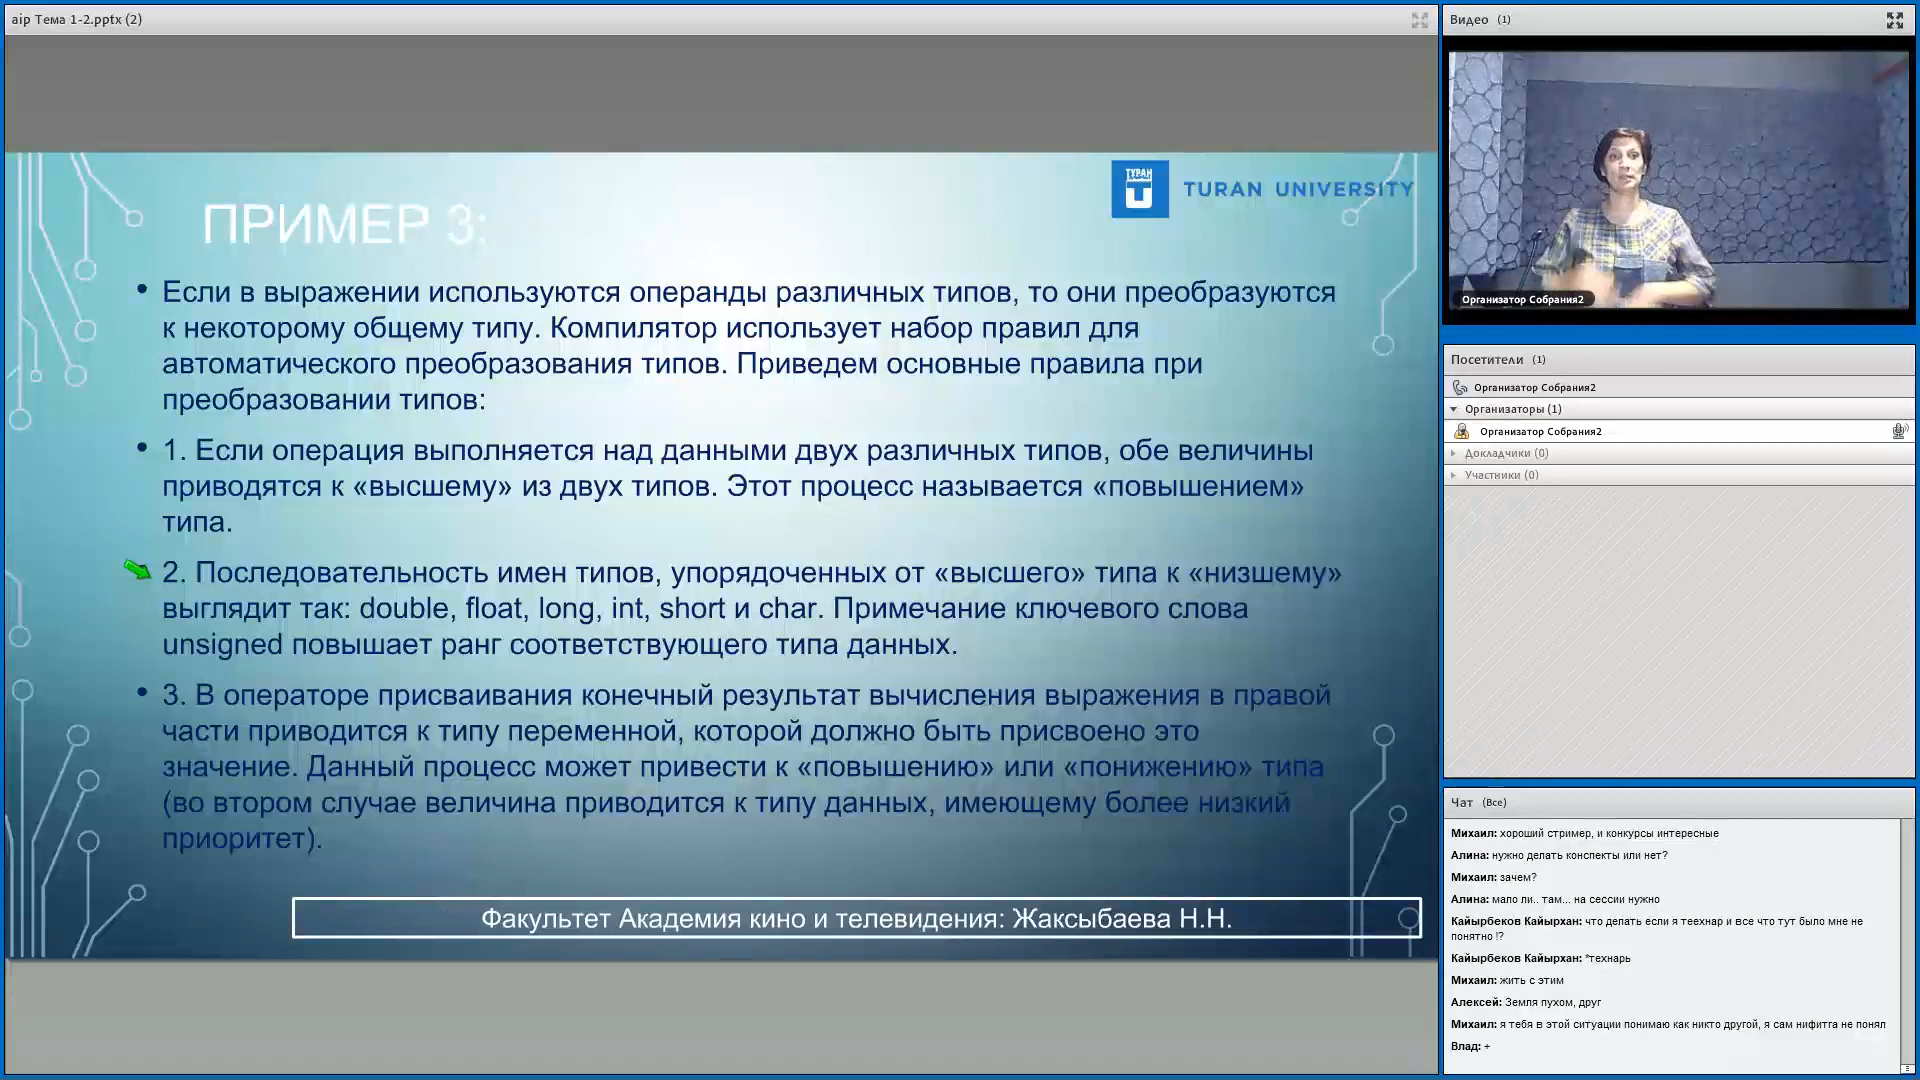 aip Тема 1-2.pptx (2)
ТУРАН
TURAN UNIVERSITY
ПРИМЕР 3:
• Если в выражении используются операнды различных типов, то они преобразуются
к некоторому общему типу. Компилятор использует набор правил для
автоматического преобразования типов. Приведем основные правила при
преобразовании типов:
• 1. Если операция выполняется над данными двух различных типов, обе величины
приводятся к «высшему» из двух типов. Этот процесс называется «повышением»
типа.
2. Последовательность имен типов, упорядоченных от «высшего» типа к «низшему»
выглядит так: double, float, long, int, short и char. Примечание ключевого слова
unsigned повышает ранг соответствующего типа данных.
• 3. В операторе присваивания конечный результат вычисления выражения в правой
части приводится к типу переменной, которой должно быть присвоено это
значение. Данный процесс может привести к «повышению» или «понижению» типа
(во втором случае величина приводится к типу данных, имеющему более низкий
приоритет).
Факультет Академия кино и телевидения: Жаксыбаева Н.Н.
Видео (1)
Организатор Собрания2
Посетители (1)
Организатор Собрания2
Организаторы (1)
Организатор Собрания2
Докладчики (0)
Участники (0)
Чат (Все)
Михаил: хороший стример, и конкурсы интересные
Алина: нужно делать конспекты или нет?
Михаил: зачем?
Алина: мало ли.. там... на сессии нужно
Кайырбеков Кайырхан: что делать если я теехнар и все что тут было мне не
понятно !?
Кайырбеков Кайырхан: *технарь
Михаил: жить с этим
Алексей: Земля пухом, друг
Михаил: я тебя в этой ситуации понимаю как никто другой, я сам нифитга не понял
Влад: +